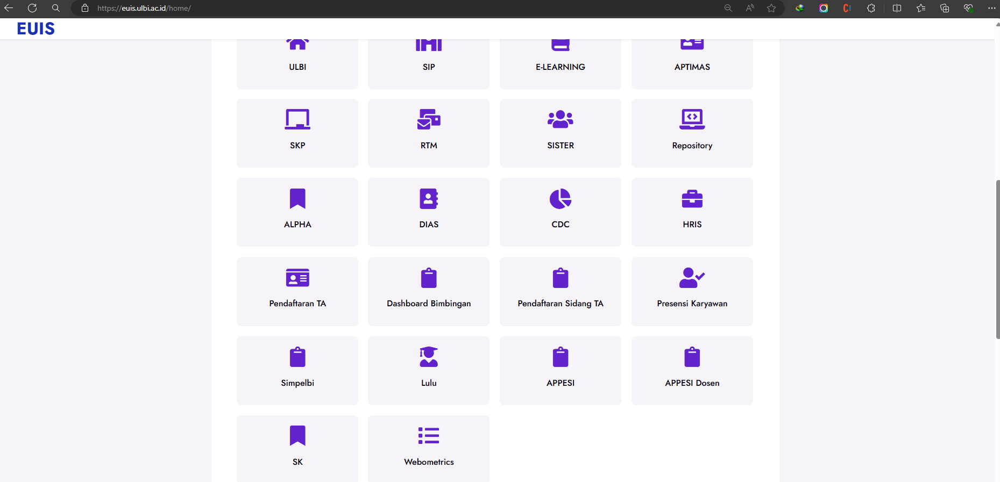 https://euis.ulbi.ac.id/home/
EUIS
ULBI
SIP
E-LEARNING
APTIMAS
SKP
RTM
SISTER
Repository
ALPHA
DIAS
CDC
HRIS
Pendaftaran TA
Dashboard Bimbingan
Pendaftaran Sidang TA
Presensi Karyawan
Simpelbi
Lulu
APPESI
APPESI Dosen
SK
Webometrics